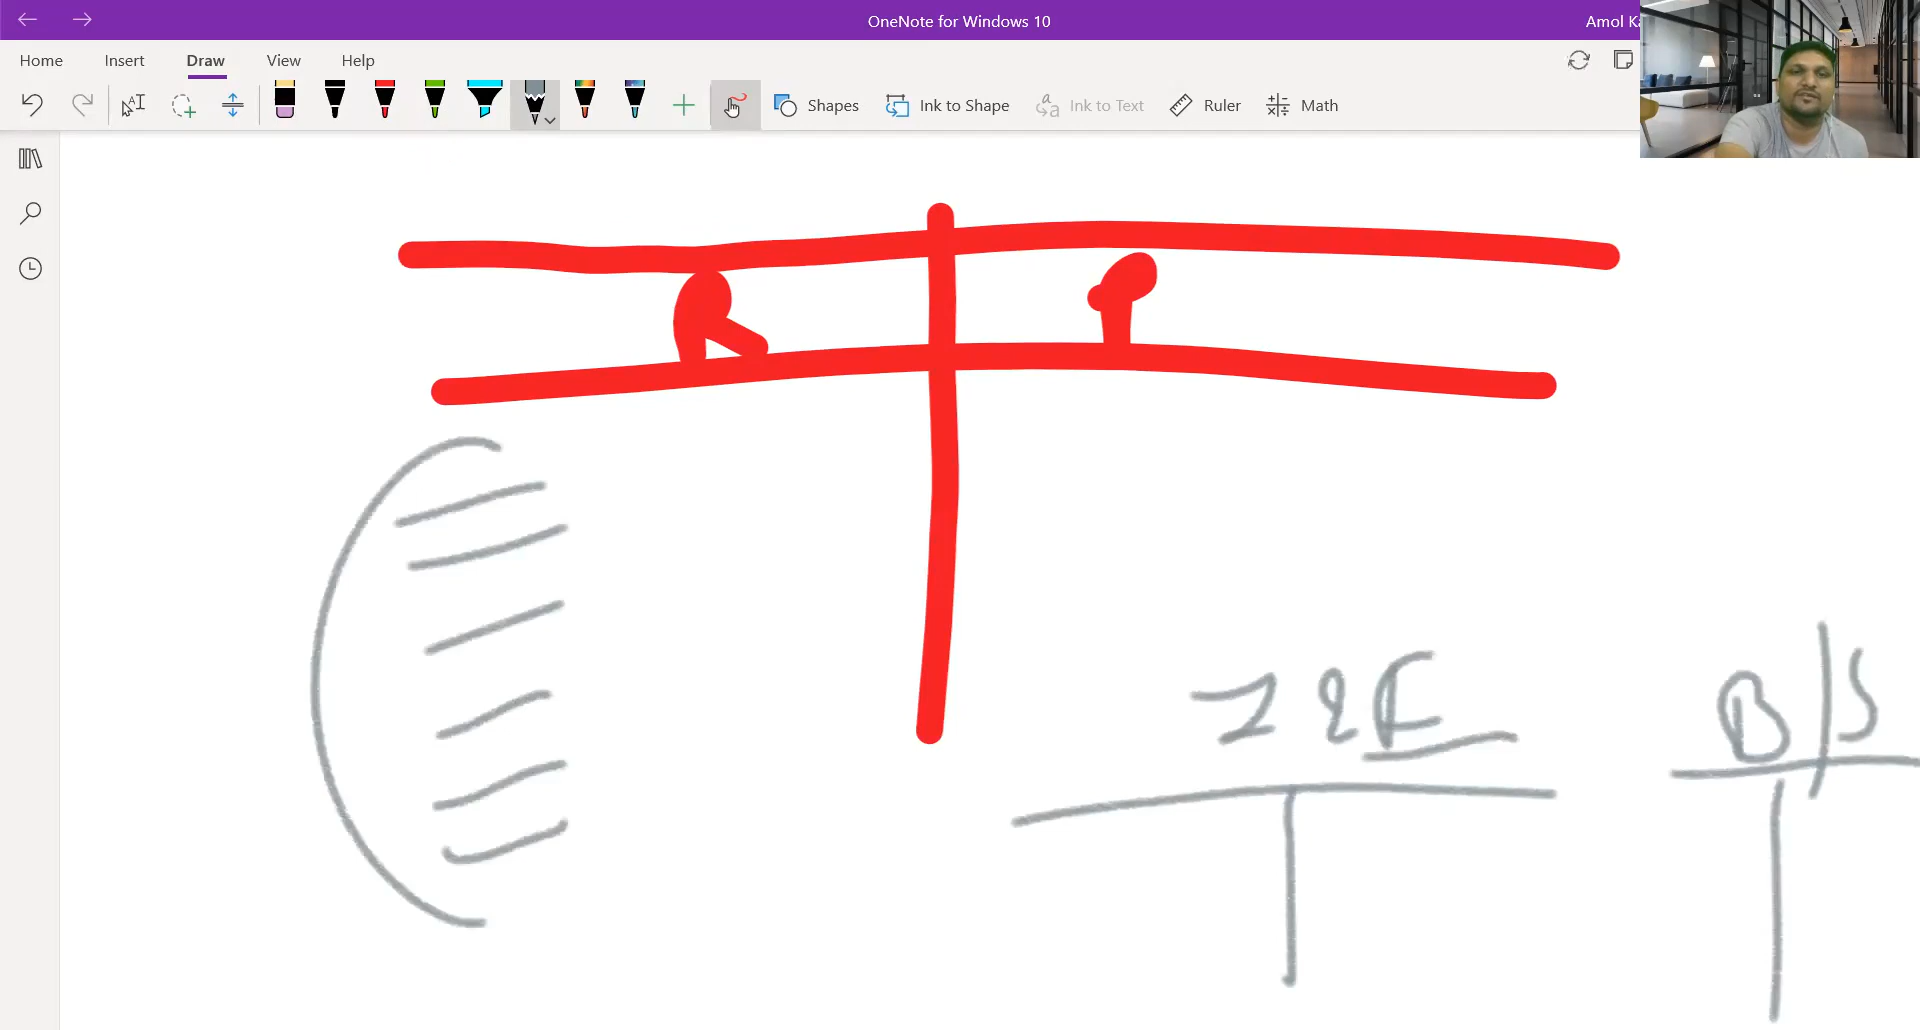 OneNote for Windows 10
Amol Ka
Home Insert Draw View Help
Shapes Ink to Shape Ink to Text Ruler Math
R P
I & E B/S